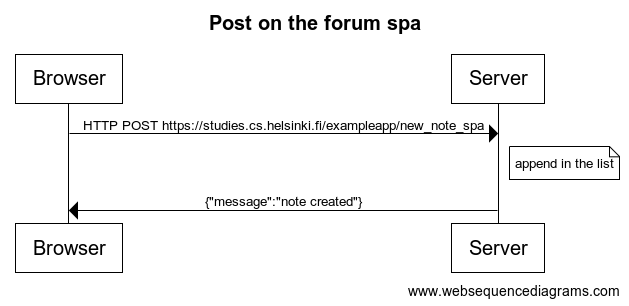 Post on the forum spa
Browser
Server
HTTP POST https://studies.cs.helsinki.fi/exampleapp/new_note_spa
append in the list
{"message":"note created"}
Browser
Server
www.websequencediagrams.com